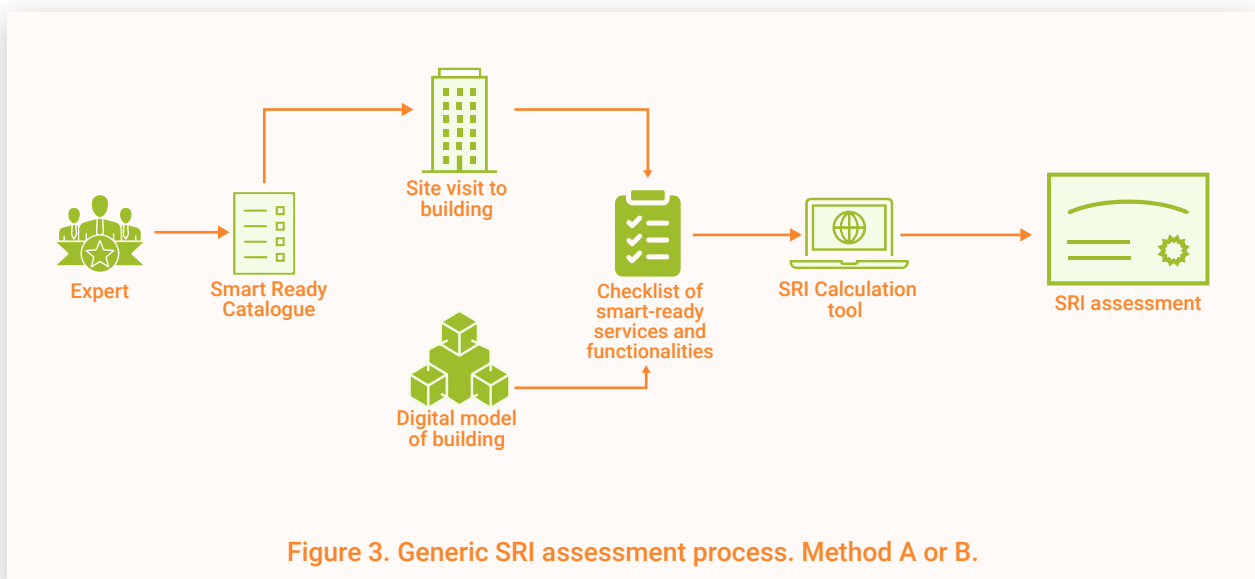 Site visit to
building
Expert
Smart Ready
Catalogue
Checklist of
smart-ready
services and
functionalities
SRI Calculation
tool
SRI assessment
Digital model
of building
Figure 3. Generic SRI assessment process. Method A or B.